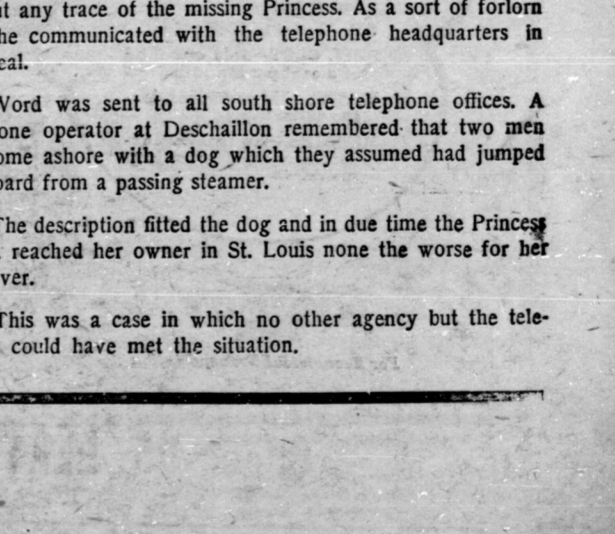 t any trace of the missing Princess. As a sort of forlorn
he communicated with the telephone headquarters in
eal.
Word was sent to all south shore telephone offices. A
one operator at Deschaillon remembered that two men
ome ashore with a dog which they assumed had jumped
oard from a passing steamer.
The description fitted the dog and in due time the Princess
reached her owner in St. Louis none the worse for her
ver.
This was a case in which no other agency but the tele-
could have met the situation.